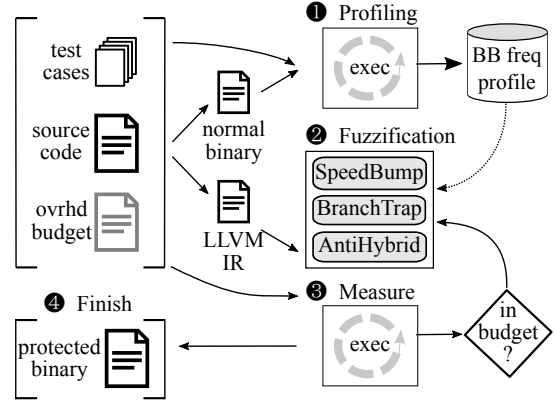 ❶ Profiling
test
cases
exec
BB freq
profile
source
code
normal
binary
❷ Fuzzification
SpeedBump
BranchTrap
AntiHybrid
ovrhd
budget
LLVM
IR
❸ Measure
in
budget
?
❹ Finish
protected
binary
exec